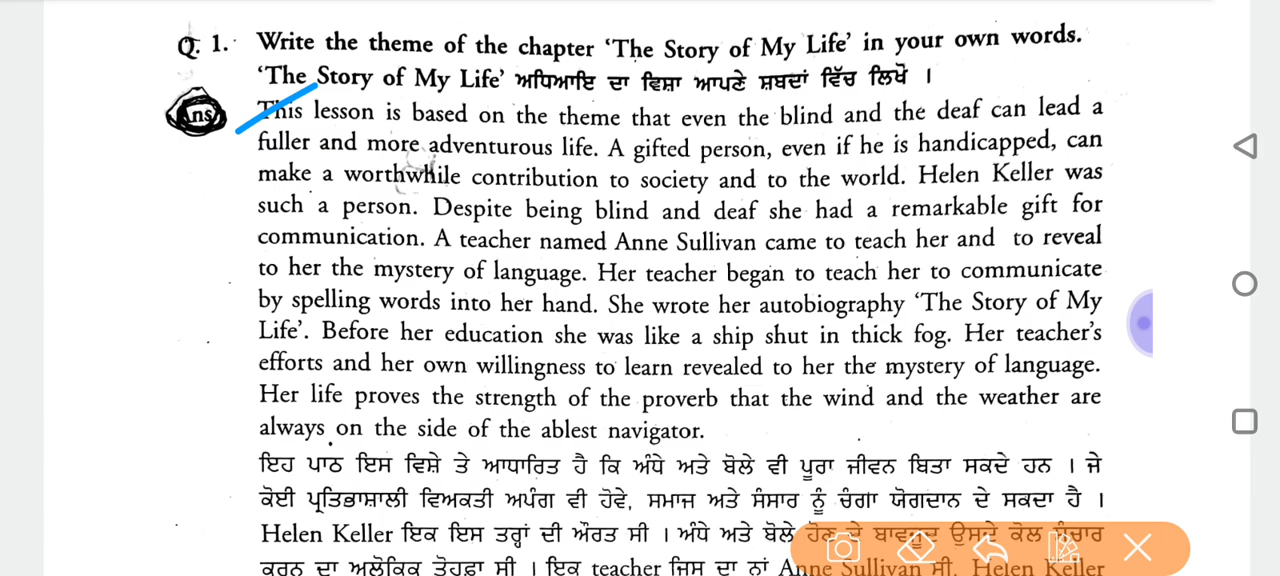 Q. 1. Write the theme of the chapter 'The Story of My Life' in your own words.
'The Story of My Life' ਅਧਿਆਇ ਦਾ ਵਿਸ਼ਾ ਆਪਣੇ ਸ਼ਬਦਾਂ ਵਿੱਚ ਲਿਖੋ ।
Ans This lesson is based on the theme that even the blind and the deaf can lead a
fuller and more adventurous life. A gifted person, even if he is handicapped, can
make a worthwhile contribution to society and to the world. Helen Keller was
such a person. Despite being blind and deaf she had a remarkable gift for
communication. A teacher named Anne Sullivan came to teach her and to reveal
to her the mystery of language. Her teacher began to teach her to communicate
by spelling words into her hand. She wrote her autobiography 'The Story of My
Life'. Before her education she was like a ship shut in thick fog. Her teacher's
efforts and her own willingness to learn revealed to her the mystery of language.
Her life proves the strength of the proverb that the wind and the weather are
always on the side of the ablest navigator.
ਇਹ ਪਾਠ ਇਸ ਵਿਸ਼ੇ ਤੇ ਆਧਾਰਿਤ ਹੈ ਕਿ ਅੰਧੇ ਅਤੇ ਬੋਲੇ ਵੀ ਪੂਰਾ ਜੀਵਨ ਬਿਤਾ ਸਕਦੇ ਹਨ । ਜੇ
ਕੋਈ ਪ੍ਰਤਿਭਾਸ਼ਾਲੀ ਵਿਅਕਤੀ ਅਪੰਗ ਵੀ ਹੋਵੇ, ਸਮਾਜ ਅਤੇ ਸੰਸਾਰ ਨੂੰ ਚੰਗਾ ਯੋਗਦਾਨ ਦੇ ਸਕਦਾ ਹੈ ।
Helen Keller ਇਕ ਇਸ ਤਰ੍ਹਾਂ ਦੀ ਔਰਤ ਸੀ । ਅੰਧੇ ਅਤੇ ਬੋਲੇ ਹੋਣ ਦੇ ਬਾਵਜੂਦ ਉਸਦੇ ਕੋਲ ਸੰਚਾਰ
ਕਰਨ ਦਾ ਅਲੌਕਿਕ ਤੋਹਫ਼ਾ ਸੀ । ਇਕ teacher ਜਿਸ ਦਾ ਨਾਂ Anne Sullivan ਸੀ, Helen Keller